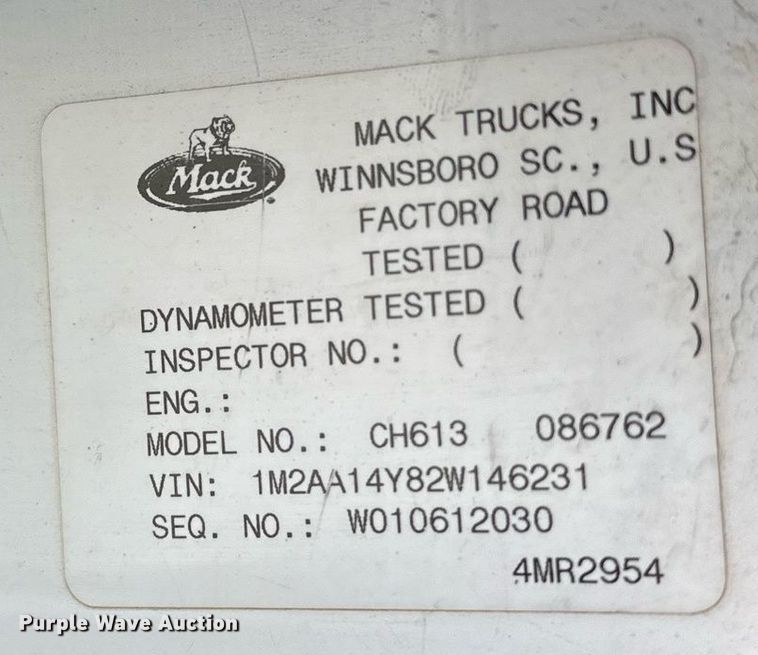 Mack
MACK TRUCKS, INC
WINNSBORO SC., U.S
FACTORY ROAD
TESTED ( )
DYNAMOMETER TESTED ( )
INSPECTOR NO.: ( )
ENG.:
MODEL NO.: CH613 086762
VIN: 1M2AA14Y82W146231
SEQ. NO.: W010612030
4MR2954
Purple Wave Auction